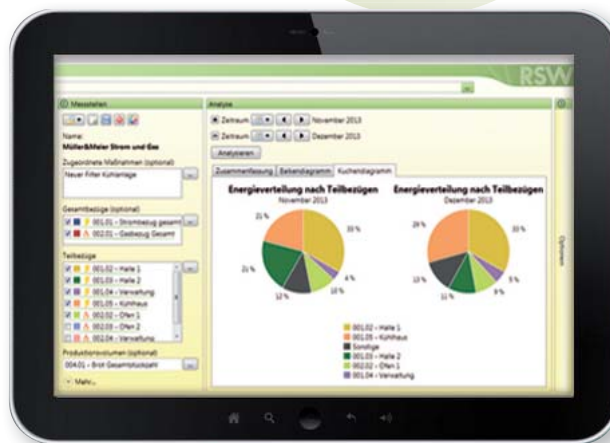 RSW
Messstellen
Name:
Müller&Meier Strom und Gas
Zugeordnete Maßnahmen (optional)
Neuer Filter Kühlanlage
Gesamtbezüge (optional)
001.01 - Strombezug gesamt
002.01 - Gasbezug Gesamt
Teilbezüge
001.02 - Halle 1
001.03 - Halle 2
001.04 - Verwaltung
001.05 - Kühlhaus
002.02 - Ofen 1
002.03 - Ofen 2
002.04 - Verwaltung
Produktionsvolumen (optional)
004.01 - Brot Gesamtstückzahl
Mehr...
Analyse
Zeitraum November 2013
Zeitraum Dezember 2013
Analysieren
Zusammenfassung Balkendiagramm Kuchendiagramm
Energieverteilung nach Teilbezügen
November 2013
21 %
33 %
21 %
4 %
12 %
10 %
Energieverteilung nach Teilbezügen
Dezember 2013
29 %
33 %
13 %
5 %
11 %
9 %
001.02 - Halle 1
001.05 - Kühlhaus
Sonstige
001.03 - Halle 2
002.02 - Ofen 1
001.04 - Verwaltung
Optionen